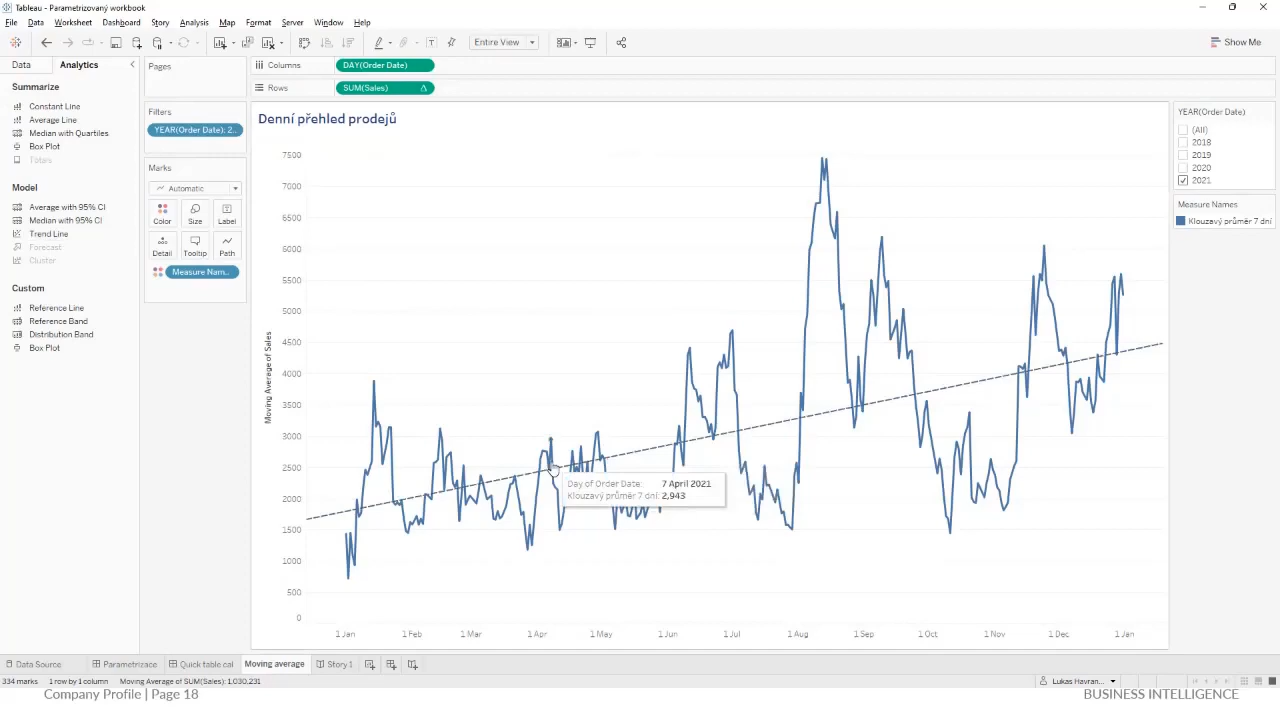 Tableau - Parametrizovaný workbook
File Data Worksheet Dashboard Story Analysis Map Format Server Window Help
Entire View
Show Me
Data Analytics
Pages
Columns
DAY(Order Date)
Rows
SUM(Sales)
Summarize
Constant Line
Average Line
Median with Quartiles
Box Plot
Totals
Model
Average with 95% CI
Median with 95% CI
Trend Line
Forecast
Cluster
Custom
Reference Line
Reference Band
Distribution Band
Box Plot
Filters
YEAR(Order Date): 2..
Marks
Automatic
Color Size Label
Detail Tooltip Path
Measure Nam..
Denní přehled prodejů
Moving Average of Sales
7500
7000
6500
6000
5500
5000
4500
4000
3500
3000
2500
2000
1500
1000
500
0
Day of Order Date: 7 April 2021
Klouzavý průměr 7 dní: 2,943
1 Jan 1 Feb 1 Mar 1 Apr 1 May 1 Jun 1 Jul 1 Aug 1 Sep 1 Oct 1 Nov 1 Dec 1 Jan
YEAR(Order Date)
(All)
2018
2019
2020
2021
Measure Names
Klouzavý průměr 7 dní
Data Source Parametrizace Quick table cal Moving average Story 1
334 marks 1 row by 1 column Moving Average of SUM(Sales): 1,030,231
Lukas Havran...
Company Profile | Page 18
BUSINESS INTELLIGENCE